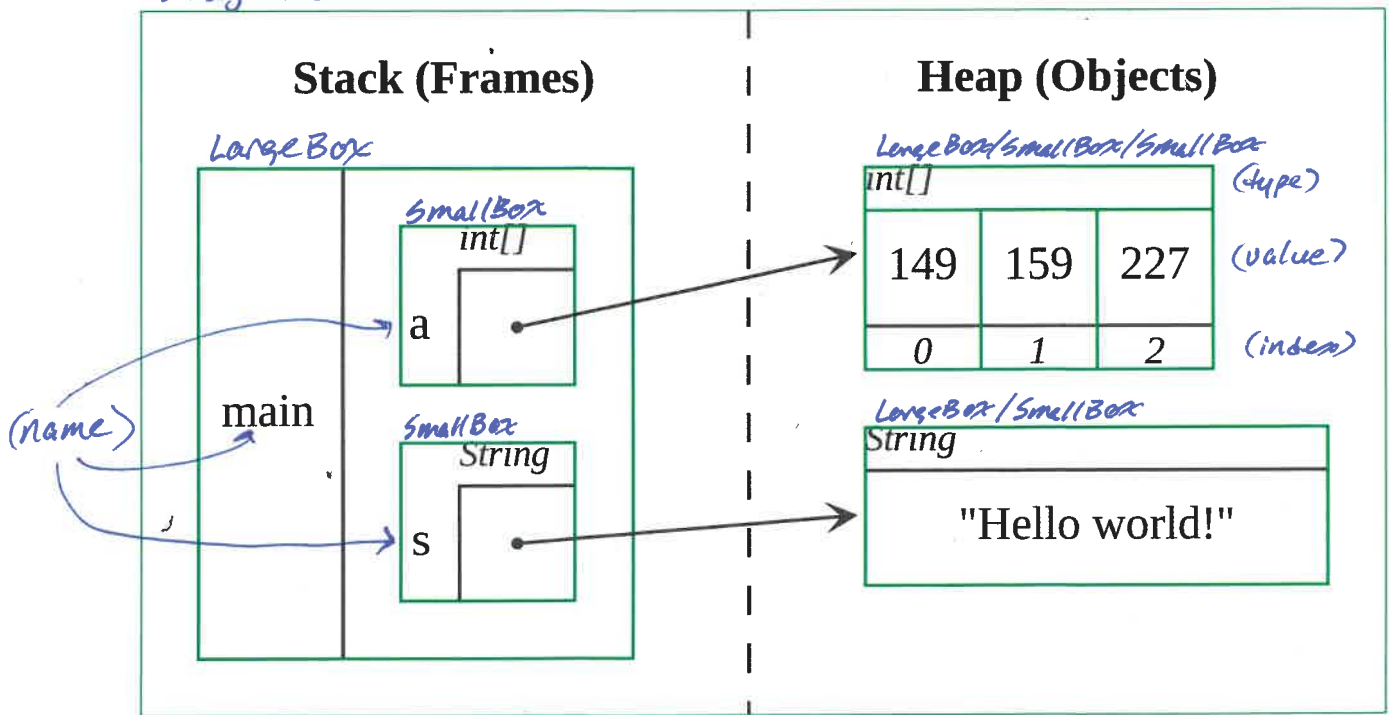 Stack (Frames)
Heap (Objects)
LargeBox
LargeBox/SmallBox/SmallBox
int[]
(type)
SmallBox
int[]
149 159 227
(value)
a
0 1 2
(index)
(name)
main
SmallBox
String
LargeBox/SmallBox
String
s
"Hello world!"